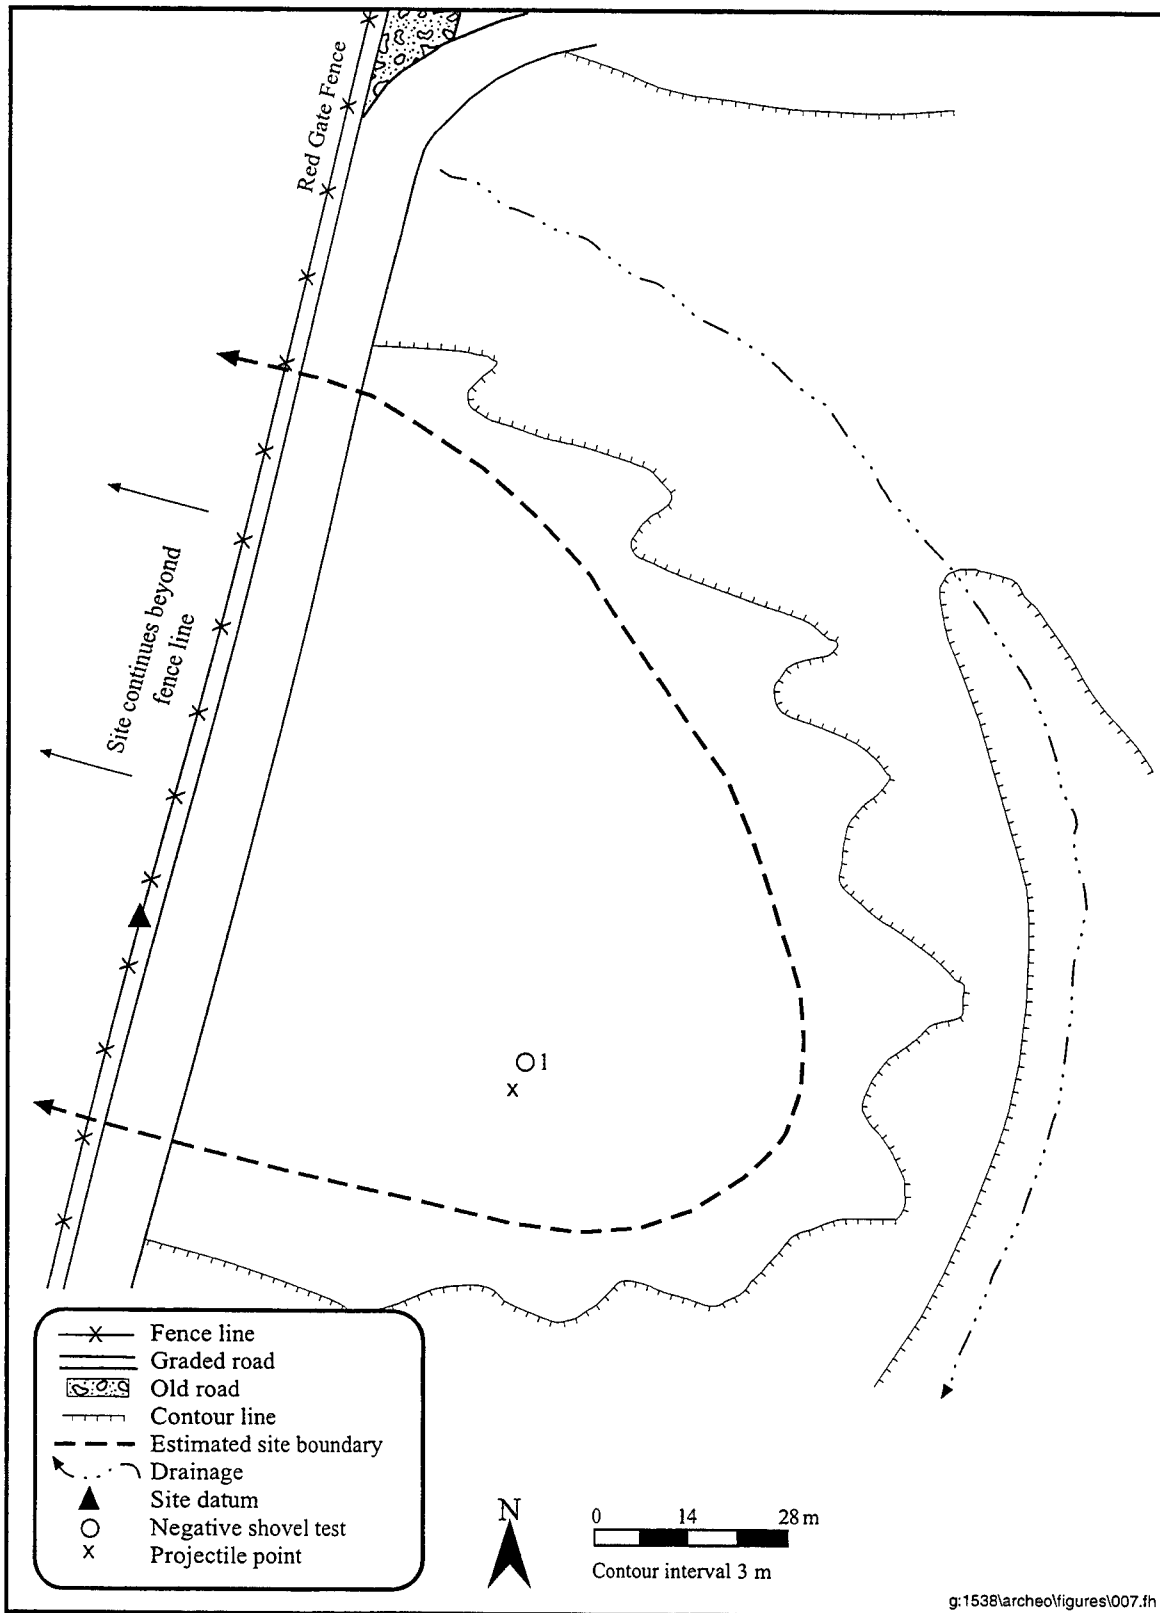 Red Gate Fence
Site continues beyond
fence line
1
x
Fence line
Graded road
Old road
Contour line
Estimated site boundary
Drainage
Site datum
Negative shovel test
x Projectile point
N
0 14 28 m
Contour interval 3 m
g:1538\archeo\figures\007.fh